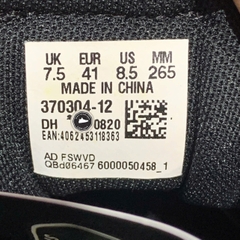 UK EUR US MM
7.5 41 8.5 265
MADE IN CHINA
370304-12
DH 0820
EAN:4062453118363
AD FSWVD
QBd06467 6000050458_1